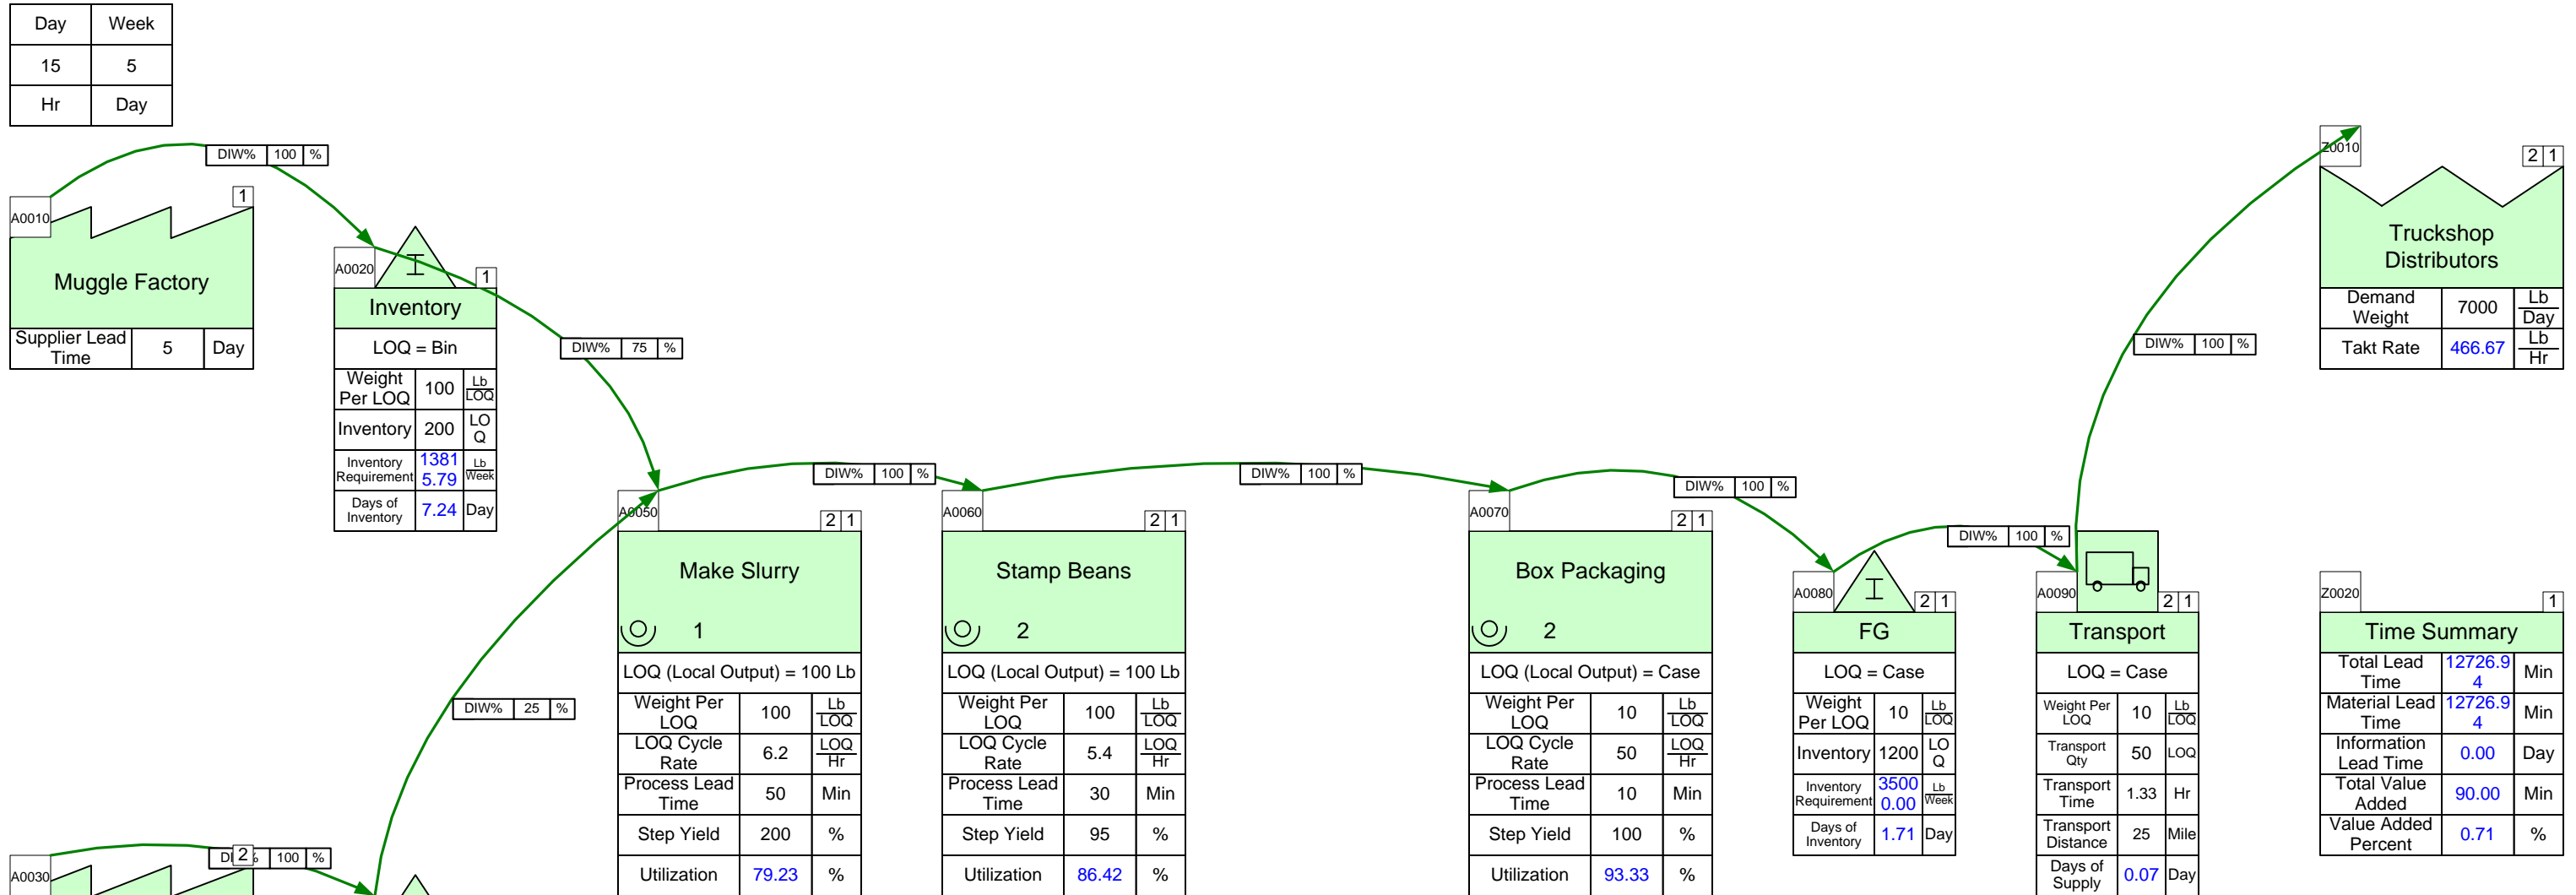 Day Week
15 5
Hr Day
DIW% 100 %
A0010
1
Muggle Factory
Supplier Lead
Time
5 Day
A0020
I
1
Inventory
LOQ = Bin
Weight
Per LOQ
100 Lb
LOQ
Inventory 200 LO
Q
Inventory
Requirement
1381
5.79
Lb
Week
Days of
Inventory
7.24 Day
DIW% 75 %
DIW% 25 %
A0030
2
DIW% 100 %
A0050
2 1
Make Slurry
1
LOQ (Local Output) = 100 Lb
Weight Per
LOQ
100 Lb
LOQ
LOQ Cycle
Rate
6.2 LOQ
Hr
Process Lead
Time
50 Min
Step Yield 200 %
Utilization 79.23 %
DIW% 100 %
A0060
2 1
Stamp Beans
2
LOQ (Local Output) = 100 Lb
Weight Per
LOQ
100 Lb
LOQ
LOQ Cycle
Rate
5.4 LOQ
Hr
Process Lead
Time
30 Min
Step Yield 95 %
Utilization 86.42 %
DIW% 100 %
A0070
2 1
Box Packaging
2
LOQ (Local Output) = Case
Weight Per
LOQ
10 Lb
LOQ
LOQ Cycle
Rate
50 LOQ
Hr
Process Lead
Time
10 Min
Step Yield 100 %
Utilization 93.33 %
DIW% 100 %
A0080
I
2 1
FG
LOQ = Case
Weight
Per LOQ
10 Lb
LOQ
Inventory 1200 LO
Q
Inventory
Requirement
3500
0.00
Lb
Week
Days of
Inventory
1.71 Day
DIW% 100 %
A0090
2 1
Transport
LOQ = Case
Weight Per
LOQ
10 Lb
LOQ
Transport
Qty
50 LOQ
Transport
Time
1.33 Hr
Transport
Distance
25 Mile
Days of
Supply
0.07 Day
DIW% 100 %
Z0010
2 1
Truckshop
Distributors
Demand
Weight
7000 Lb
Day
Takt Rate 466.67 Lb
Hr
Z0020
1
Time Summary
Total Lead
Time
12726.9
4
Min
Material Lead
Time
12726.9
4
Min
Information
Lead Time
0.00 Day
Total Value
Added
90.00 Min
Value Added
Percent
0.71 %